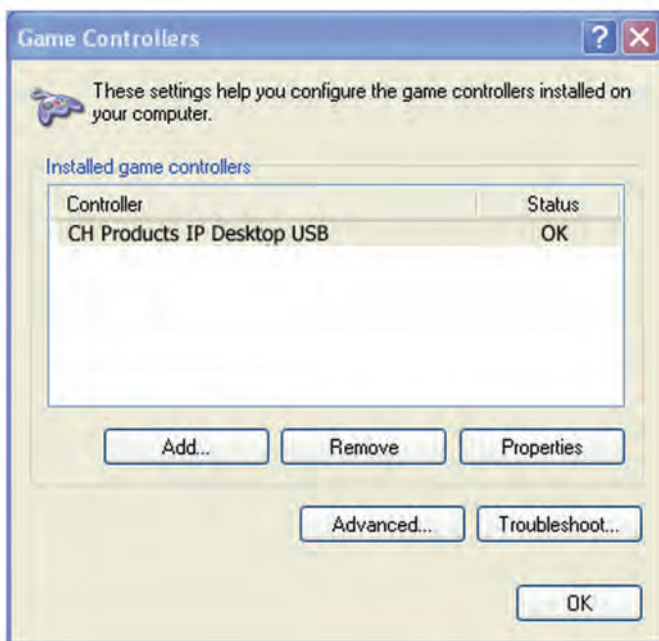 Game Controllers
These settings help you configure the game controllers installed on
your computer.
Installed game controllers
Controller Status
CH Products IP Desktop USB OK
Add... Remove Properties
Advanced... Troubleshoot...
OK